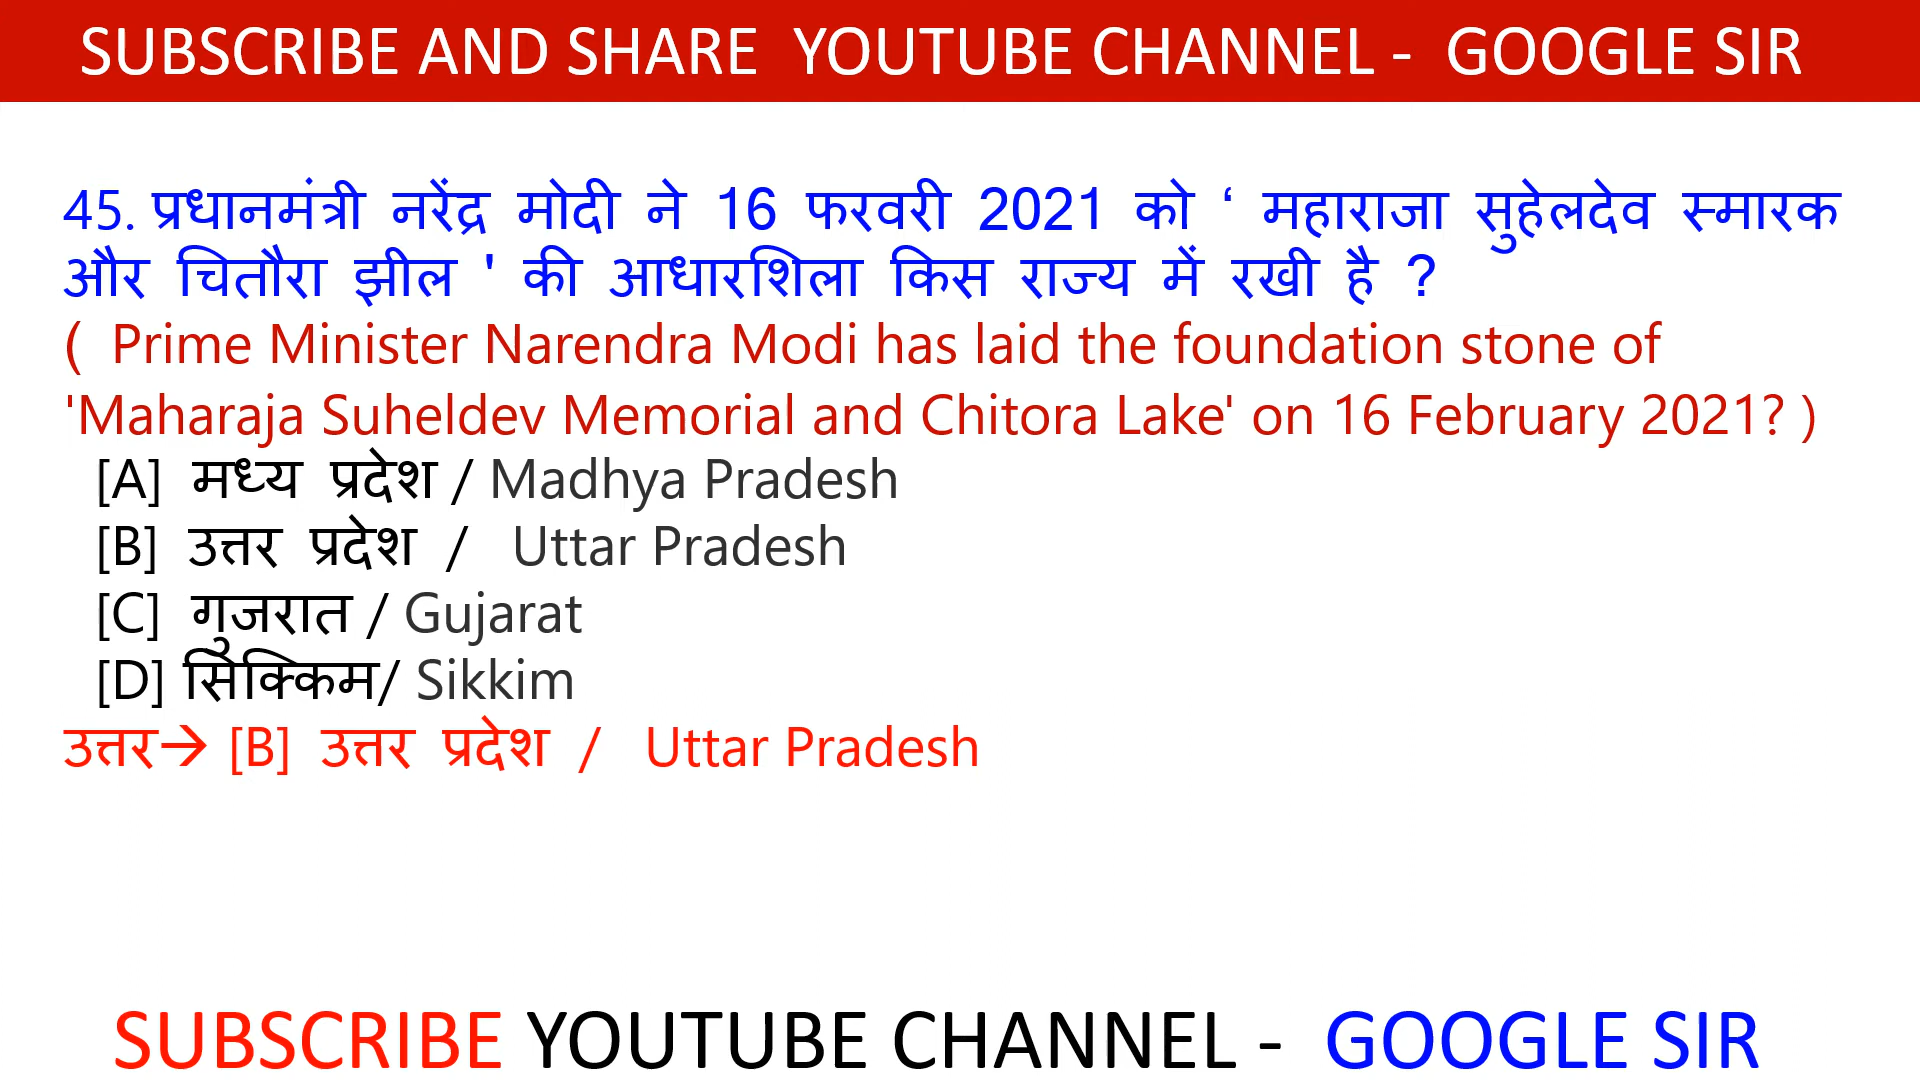 SUBSCRIBE AND SHARE YOUTUBE CHANNEL - GOOGLE SIR
45. प्रधानमंत्री नरेंद्र मोदी ने 16 फरवरी 2021 को ‘ महाराजा सुहेलदेव स्मारक
और चितौरा झील ' की आधारशिला किस राज्य में रखी है ?
( Prime Minister Narendra Modi has laid the foundation stone of
'Maharaja Suheldev Memorial and Chitora Lake' on 16 February 2021? )
[A] मध्य प्रदेश / Madhya Pradesh
[B] उत्तर प्रदेश / Uttar Pradesh
[C] गुजरात / Gujarat
[D] सिक्किम/ Sikkim
उत्तर→ [B] उत्तर प्रदेश / Uttar Pradesh
SUBSCRIBE YOUTUBE CHANNEL - GOOGLE SIR